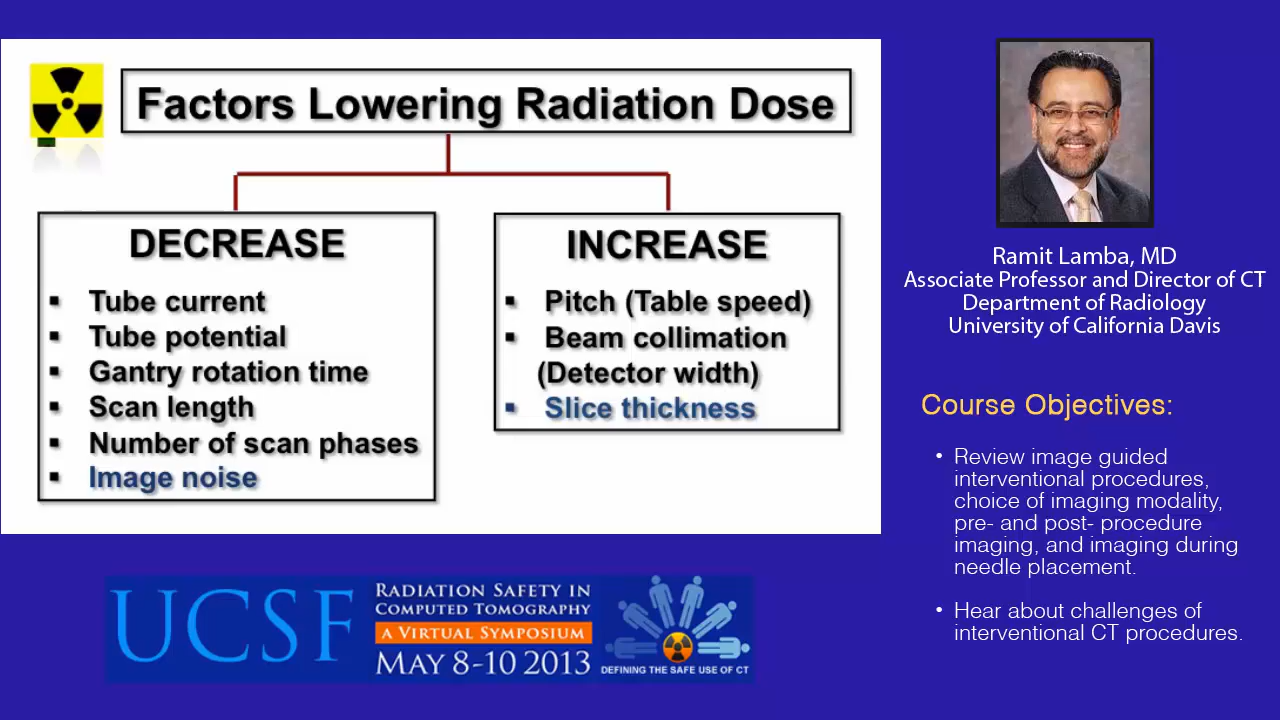 Factors Lowering Radiation Dose
DECREASE
▪ Tube current
▪ Tube potential
▪ Gantry rotation time
▪ Scan length
▪ Number of scan phases
▪ Image noise
INCREASE
▪ Pitch (Table speed)
▪ Beam collimation
(Detector width)
▪ Slice thickness
Ramit Lamba, MD
Associate Professor and Director of CT
Department of Radiology
University of California Davis
Course Objectives:
• Review image guided
interventional procedures,
choice of imaging modality,
pre- and post- procedure
imaging, and imaging during
needle placement.
• Hear about challenges of
interventional CT procedures.
UCSF
RADIATION SAFETY IN
COMPUTED TOMOGRAPHY
A VIRTUAL SYMPOSIUM
MAY 8-10 2013
DEFINING THE SAFE USE OF CT